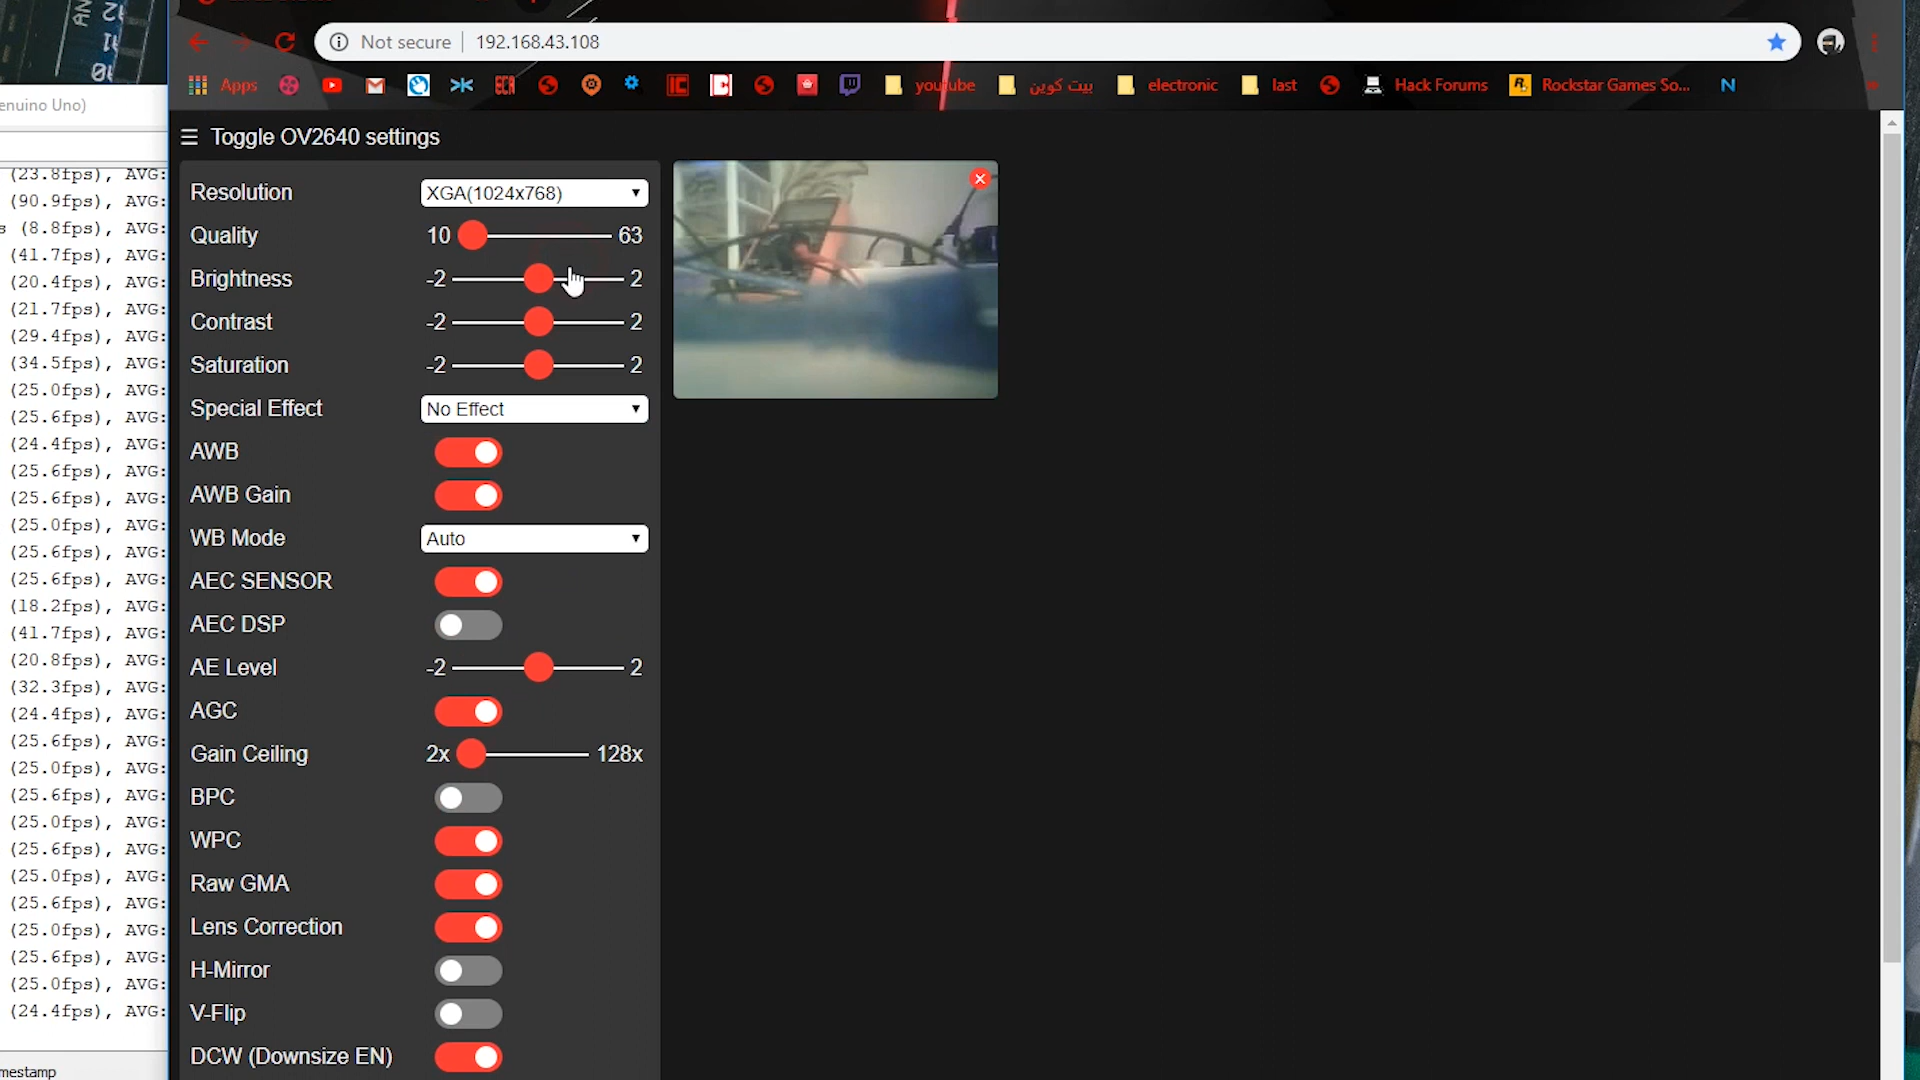 Not secure 192.168.43.108
Apps ECA youtube بيت كوين electronic last Hack Forums R★ Rockstar Games So... N
enuino Uno)
☰ Toggle OV2640 settings
Resolution XGA(1024x768)
Quality 10 63
Brightness -2 2
Contrast -2 2
Saturation -2 2
Special Effect No Effect
AWB
AWB Gain
WB Mode Auto
AEC SENSOR
AEC DSP
AE Level -2 2
AGC
Gain Ceiling 2x 128x
BPC
WPC
Raw GMA
Lens Correction
H-Mirror
V-Flip
DCW (Downsize EN)
(23.8fps), AVG:
(90.9fps), AVG:
s (8.8fps), AVG:
(41.7fps), AVG:
(20.4fps), AVG:
(21.7fps), AVG:
(29.4fps), AVG:
(34.5fps), AVG:
(25.0fps), AVG:
(25.6fps), AVG:
(24.4fps), AVG:
(25.6fps), AVG:
(25.6fps), AVG:
(25.0fps), AVG:
(25.6fps), AVG:
(25.6fps), AVG:
(18.2fps), AVG:
(41.7fps), AVG:
(20.8fps), AVG:
(32.3fps), AVG:
(24.4fps), AVG:
(25.6fps), AVG:
(25.0fps), AVG:
(25.6fps), AVG:
(25.0fps), AVG:
(25.6fps), AVG:
(25.0fps), AVG:
(25.6fps), AVG:
(25.0fps), AVG:
(25.6fps), AVG:
(25.0fps), AVG:
(24.4fps), AVG:
mestamp